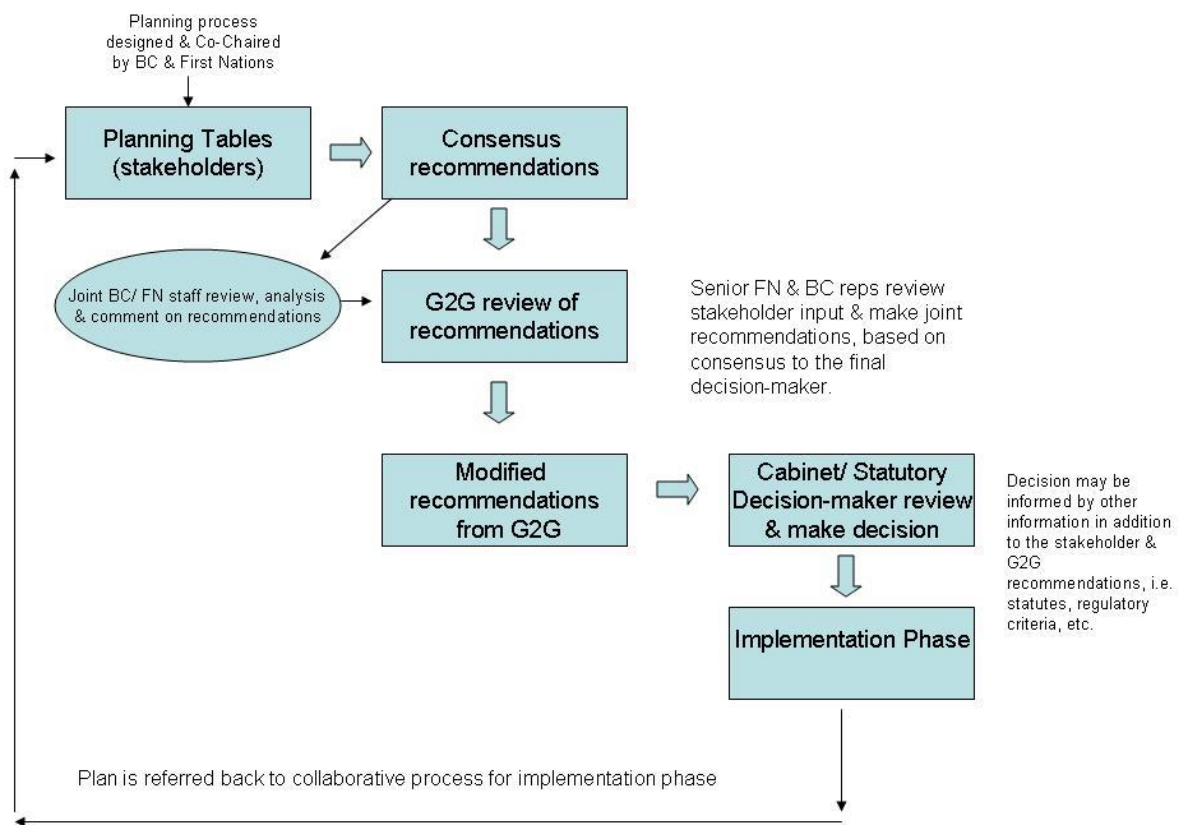 Planning process
designed & Co-Chaired
by BC & First Nations
Planning Tables
(stakeholders)
Consensus
recommendations
Joint BC/ FN staff review, analysis
& comment on recommendations
G2G review of
recommendations
Senior FN & BC reps review
stakeholder input & make joint
recommendations, based on
consensus to the final
decision-maker.
Modified
recommendations
from G2G
Cabinet/ Statutory
Decision-maker review
& make decision
Decision may be
informed by other
information in addition
to the stakeholder &
G2G
recommendations, i.e.
statutes, regulatory
criteria, etc.
Implementation Phase
Plan is referred back to collaborative process for implementation phase